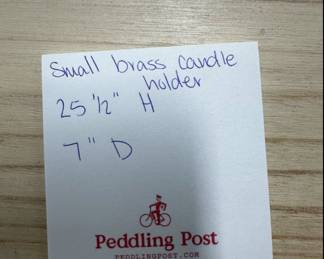 Small brass candle
holder
25 1/2" H
7" D
Peddling Post
PEDDLINGPOST.COM